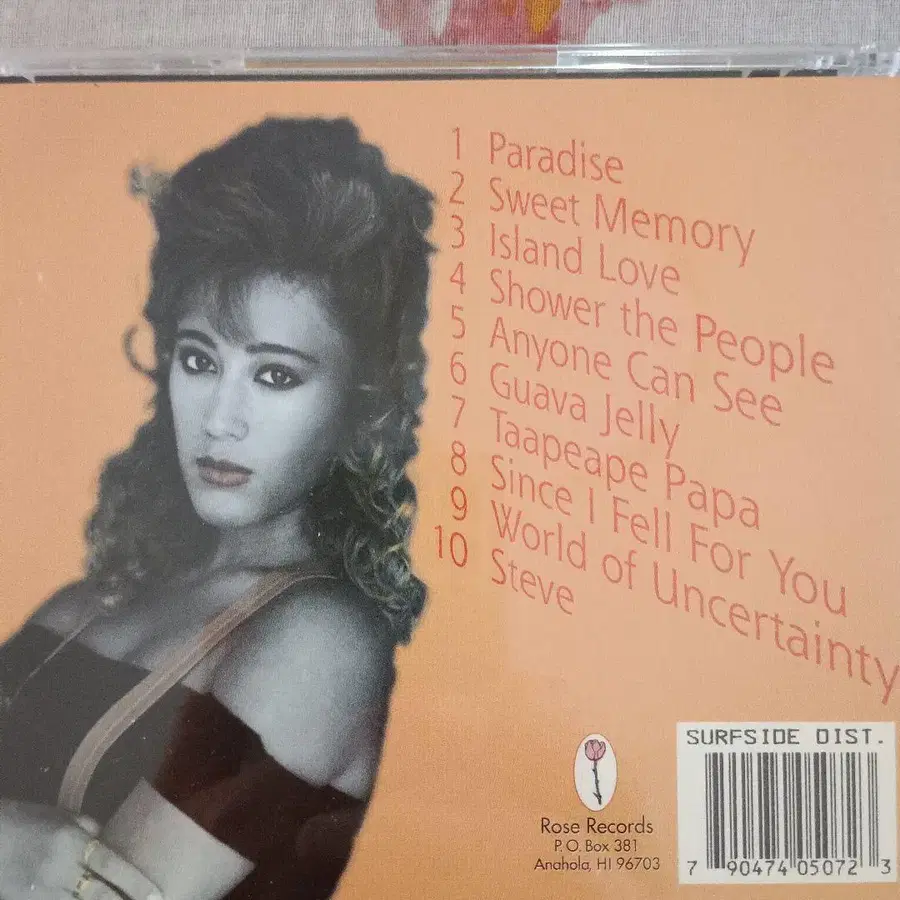 1 Paradise
2 Sweet Memory
3 Island Love
4 Shower the People
5 Anyone Can See
6 Guava Jelly
7 Taapeape Papa
8 Since I Fell For You
9 World of Uncertainty
10 Steve
Rose Records
P.O. Box 381
Anahola, HI 96703
SURFSIDE DIST.
7 90474 05072 3